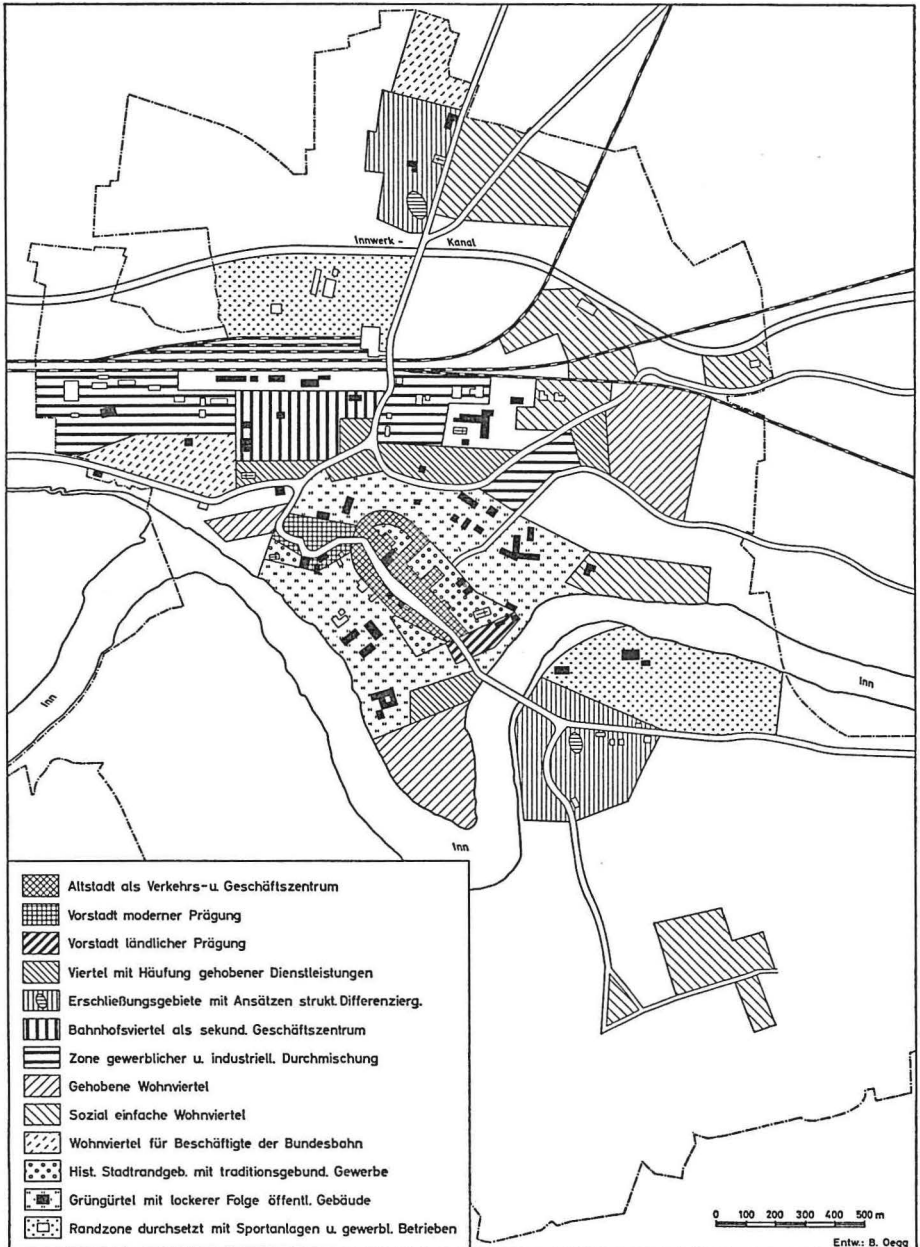 Innwerk - Kanal
Inn
Inn
Inn
Altstadt als Verkehrs- u. Geschäftszentrum
Vorstadt moderner Prägung
Vorstadt ländlicher Prägung
Viertel mit Häufung gehobener Dienstleistungen
Erschließungsgebiete mit Ansätzen strukt. Differenzierg.
Bahnhofsviertel als sekund. Geschäftszentrum
Zone gewerblicher u. industriell. Durchmischung
Gehobene Wohnviertel
Sozial einfache Wohnviertel
Wohnviertel für Beschäftigte der Bundesbahn
Hist. Stadtrandgeb. mit traditionsgebund. Gewerbe
Grüngürtel mit lockerer Folge öffentl. Gebäude
Randzone durchsetzt mit Sportanlagen u. gewerbl. Betrieben
0 100 200 300 400 500 m
Entw.: B. Oegg